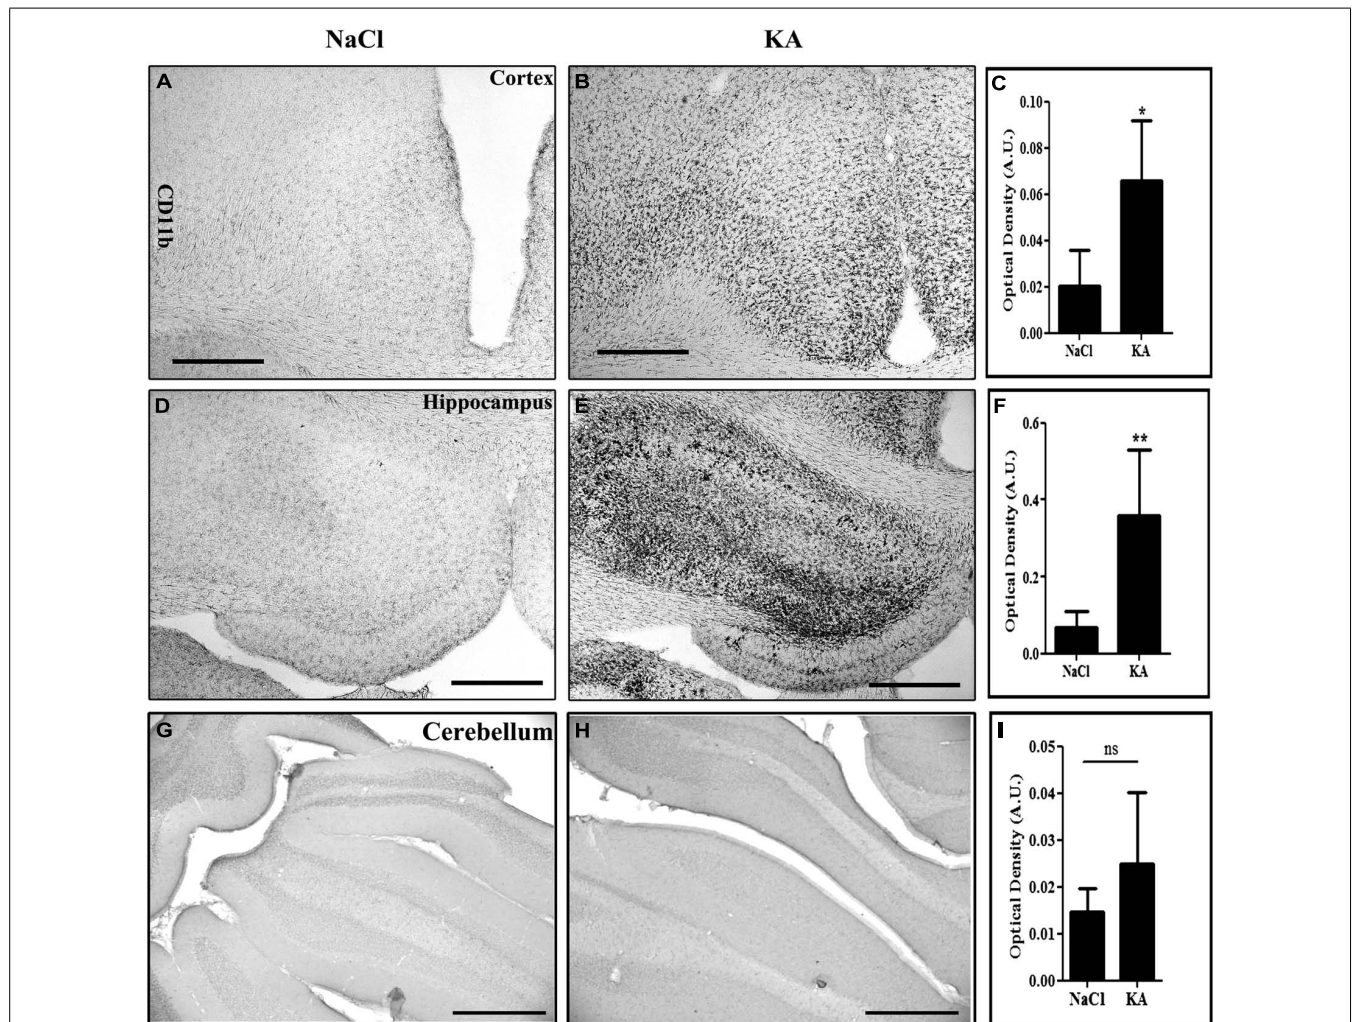 NaCl KA
A Cortex
CD11b
B
C
Optical Density (A.U.)
0.10
*
0.08
0.06
0.04
0.02
0.00
NaCl KA
D Hippocampus
E
F
Optical Density (A.U.)
0.6
**
0.4
0.2
0.0
NaCl KA
G Cerebellum
H
I
Optical Density (A.U.)
0.05
ns
0.04
0.03
0.02
0.01
0.00
NaCl KA